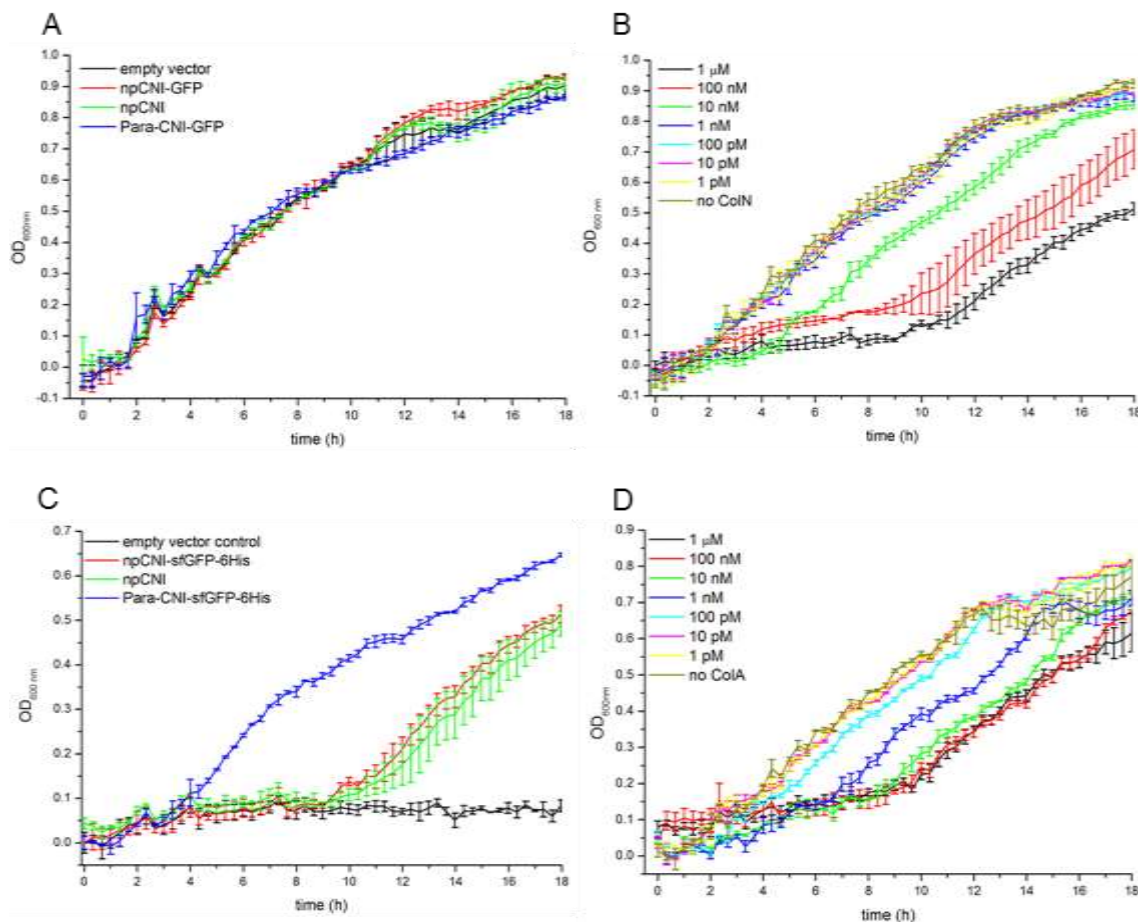 A
empty vector
npCNI-GFP
npCNI
Para-CNI-GFP
OD600nm
1.0
0.9
0.8
0.7
0.6
0.5
0.4
0.3
0.2
0.1
0.0
-0.1
0 2 4 6 8 10 12 14 16 18
time (h)
B
1 μM
100 nM
10 nM
1 nM
100 pM
10 pM
1 pM
no ColN
OD600 nm
1.0
0.9
0.8
0.7
0.6
0.5
0.4
0.3
0.2
0.1
0.0
-0.1
0 2 4 6 8 10 12 14 16 18
time (h)
C
empty vector control
npCNI-sfGFP-6His
npCNI
Para-CNI-sfGFP-6His
OD600 nm
0.7
0.6
0.5
0.4
0.3
0.2
0.1
0.0
0 2 4 6 8 10 12 14 16 18
time (h)
D
1 μM
100 nM
10 nM
1 nM
100 pM
10 pM
1 pM
no ColA
OD600nm
0.9
0.8
0.7
0.6
0.5
0.4
0.3
0.2
0.1
0.0
0 2 4 6 8 10 12 14 16 18
time (h)